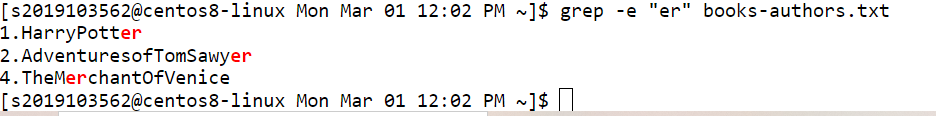 [s2019103562@centos8-linux Mon Mar 01 12:02 PM ~]$ grep -e "er" books-authors.txt
1.HarryPotter
2.AdventuresofTomSawyer
4.TheMerchantOfVenice
[s2019103562@centos8-linux Mon Mar 01 12:02 PM ~]$